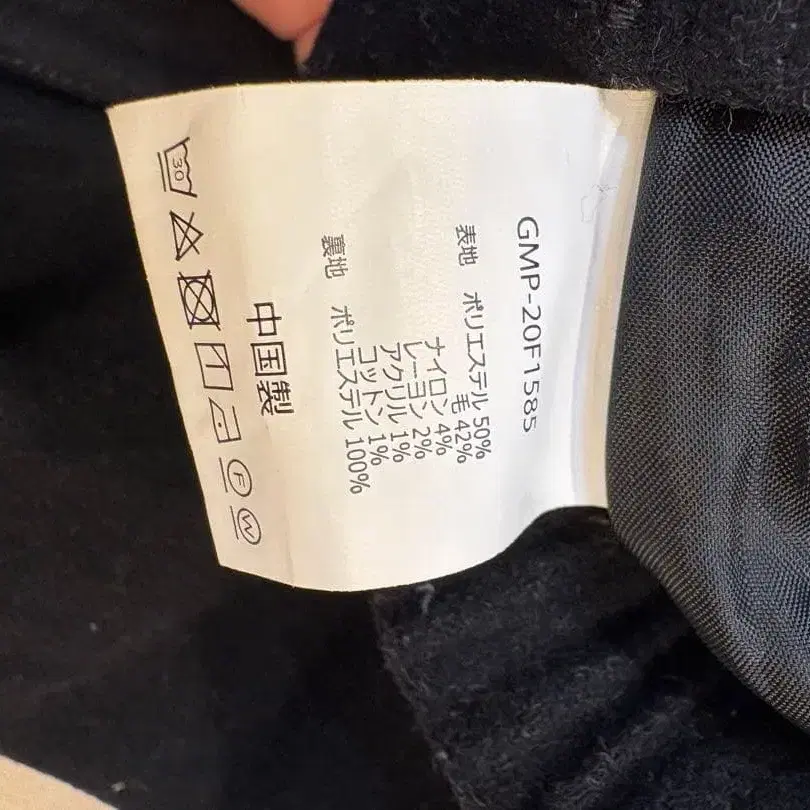 GMP-20F1585
表地 ポリエステル 50%
毛 42%
ナイロン 4%
レーヨン 2%
アクリル 1%
コットン 1%
裏地 ポリエステル 100%
中国製
30
F
W